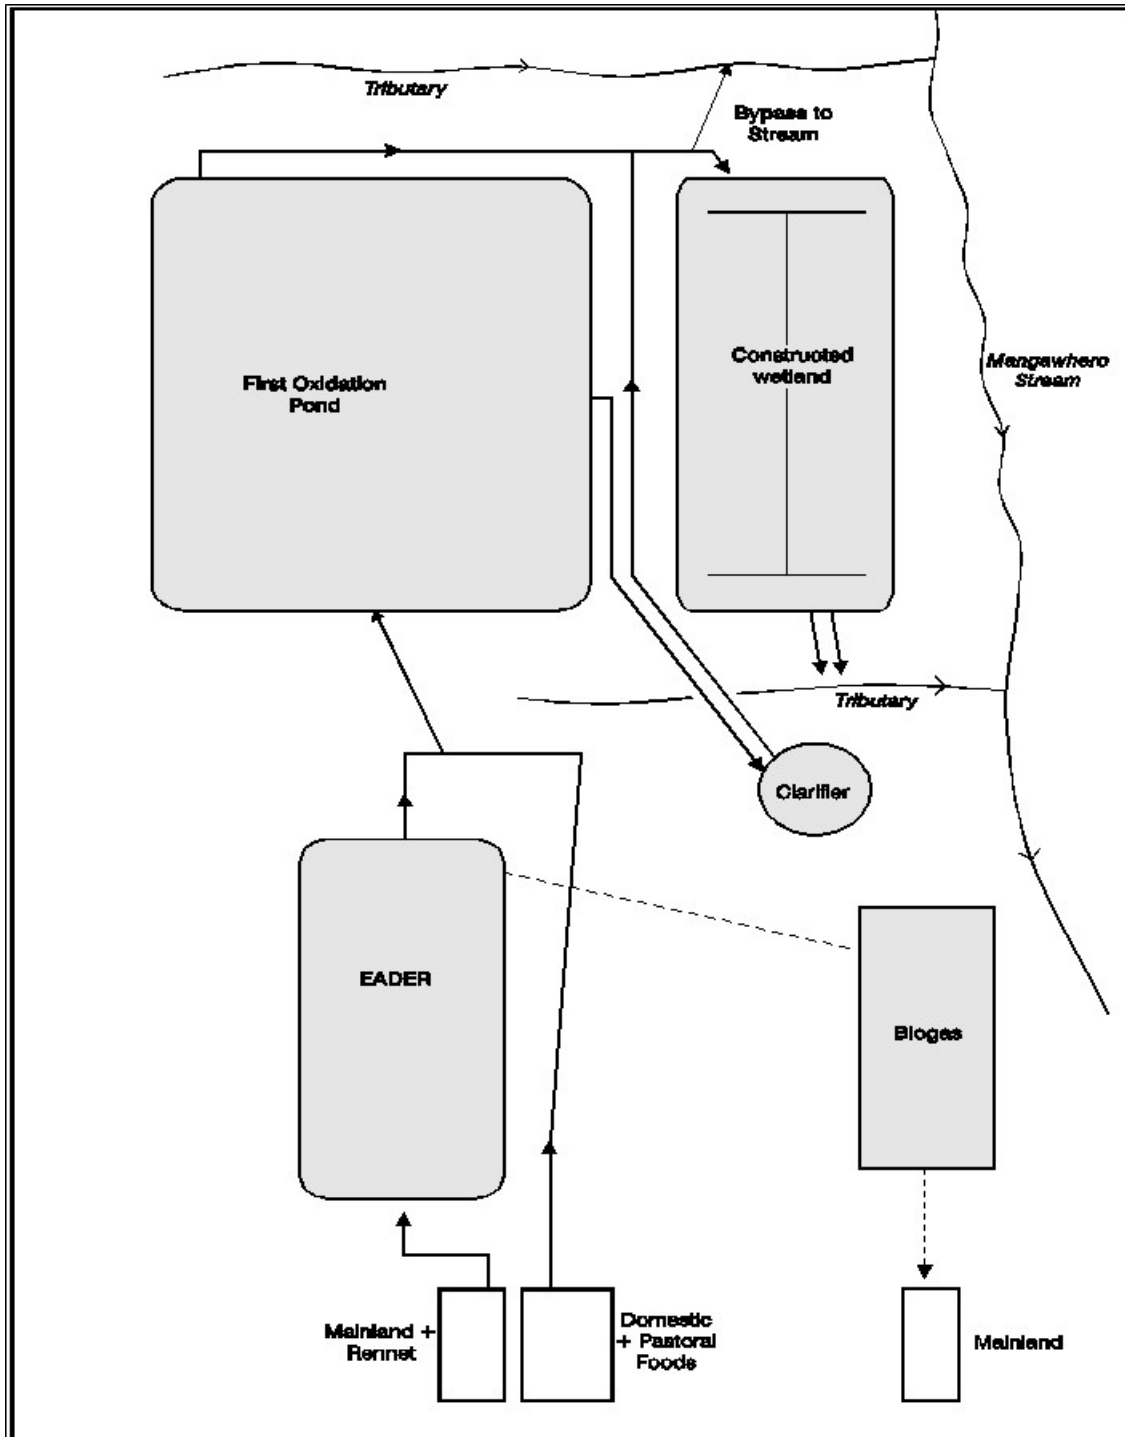 Tributary
Bypass to
Stream
First Oxidation
Pond
Constructed
wetland
Mangawhero
Stream
Tributary
Clarifier
EADER
Biogas
Mainland +
Rennet
Domestic
+ Pastoral
Foods
Mainland